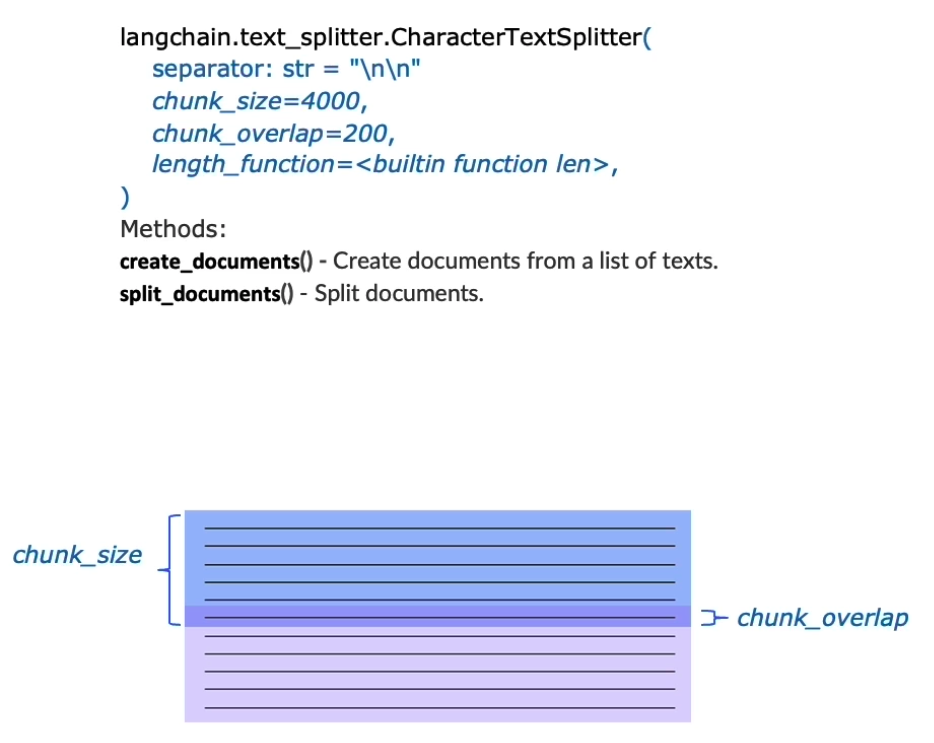 langchain.text_splitter.CharacterTextSplitter(
separator: str = "\n\n"
chunk_size=4000,
chunk_overlap=200,
length_function=<builtin function len>,
)
Methods:
create_documents() - Create documents from a list of texts.
split_documents() - Split documents.
chunk_size
chunk_overlap